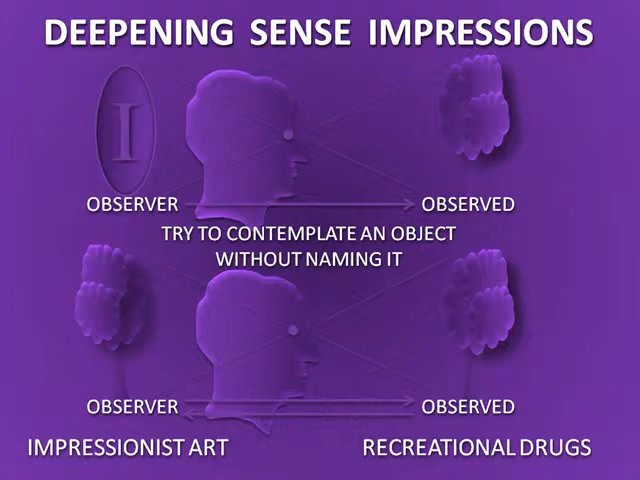 DEEPENING SENSE IMPRESSIONS
I
OBSERVER OBSERVED
TRY TO CONTEMPLATE AN OBJECT
WITHOUT NAMING IT
OBSERVER OBSERVED
IMPRESSIONIST ART RECREATIONAL DRUGS